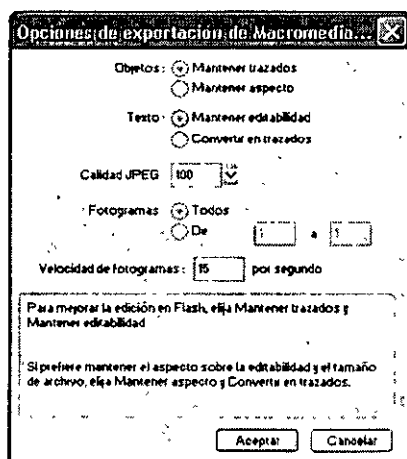 Opciones de exportación de Macromedia...
Objetos: Mantener trazados
Mantener aspecto
Texto: Mantener editabilidad
Convertir en trazados
Calidad JPEG 100
Fotogramas Todos
De 1 a 1
Velocidad de fotogramas: 15 por segundo
Para mejorar la edición en Flash, elija Mantener trazados y
Mantener editabilidad
Si prefiere mantener el aspecto sobre la editabilidad y el tamaño
de archivo, elija Mantener aspecto y Convertir en trazados.
Aceptar Cancelar